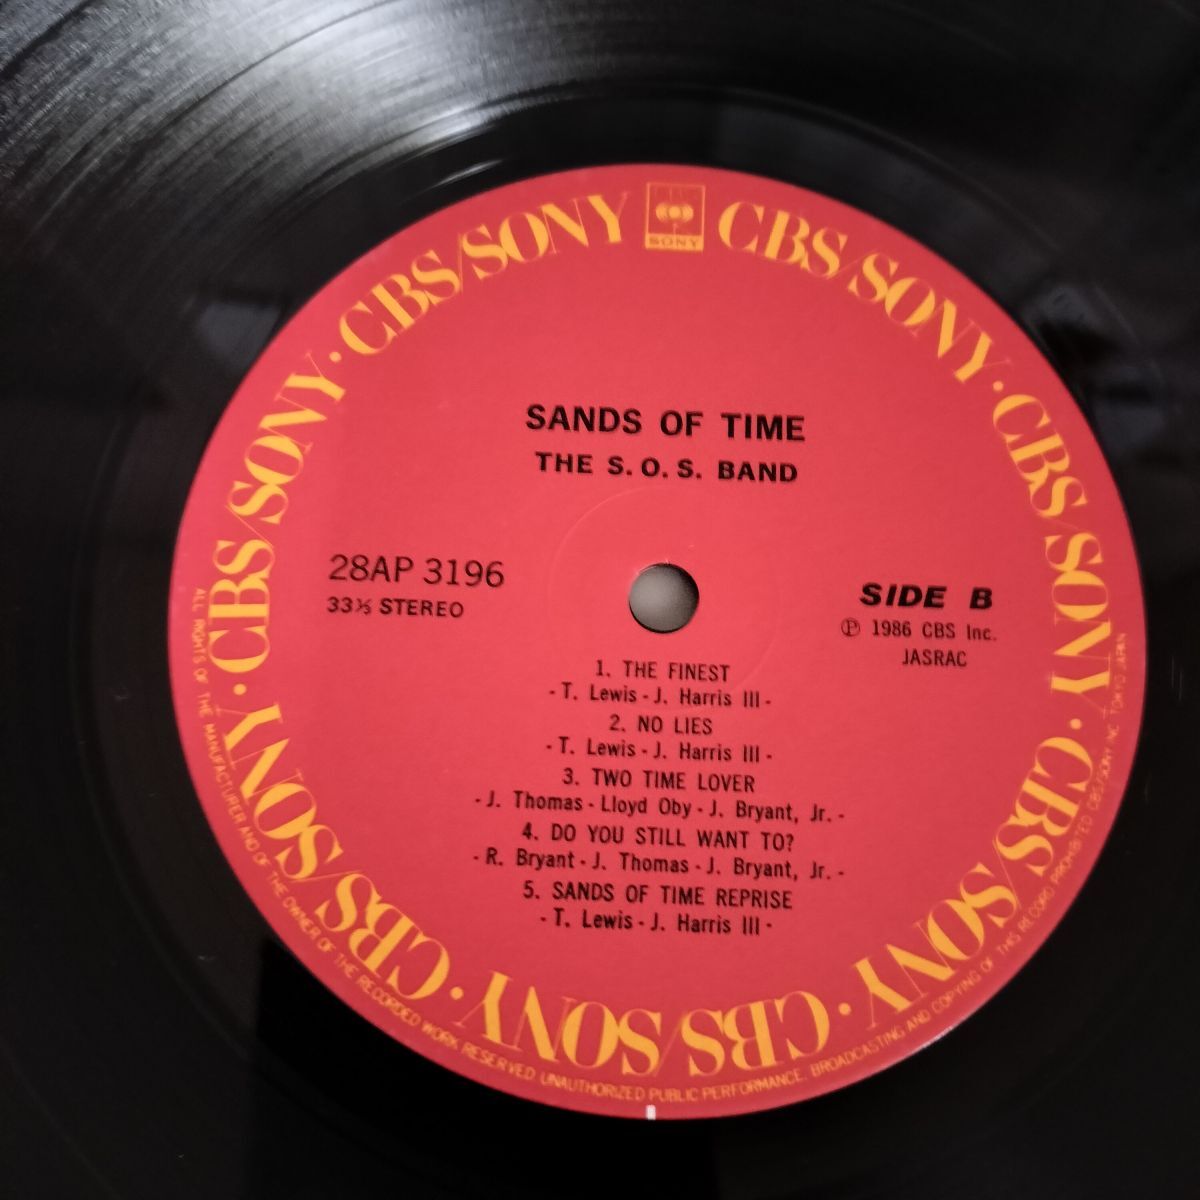 CBS/SONY · CBS/SONY · CBS/SONY · CBS/SONY · CBS/SONY · CBS/SONY · CBS/SONY · CBS/SONY
SONY
SANDS OF TIME
THE S.O.S. BAND
28AP 3196
33⅓ STEREO
SIDE B
Ⓟ 1986 CBS Inc.
JASRAC
1. THE FINEST
- T. Lewis - J. Harris III -
2. NO LIES
- T. Lewis - J. Harris III -
3. TWO TIME LOVER
- J. Thomas - Lloyd Oby - J. Bryant, Jr. -
4. DO YOU STILL WANT TO?
- R. Bryant - J. Thomas - J. Bryant, Jr. -
5. SANDS OF TIME REPRISE
- T. Lewis - J. Harris III -
ALL RIGHTS OF THE MANUFACTURER AND OF THE OWNER OF THE RECORDED WORK RESERVED UNAUTHORIZED PUBLIC PERFORMANCE, BROADCASTING AND COPYING OF THIS RECORD PROHIBITED CBS/SONY INC. TOKYO JAPAN